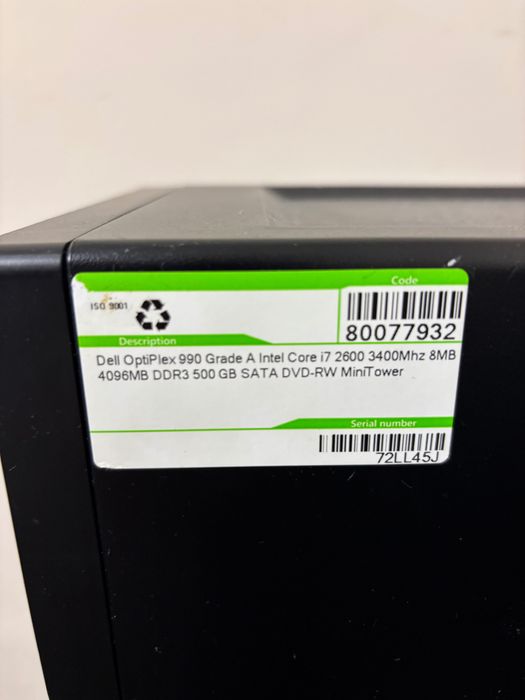 ISO 9001
Code
80077932
Description
Dell OptiPlex 990 Grade A Intel Core i7 2600 3400Mhz 8MB
4096MB DDR3 500 GB SATA DVD-RW MiniTower
Serial number
72LL45J